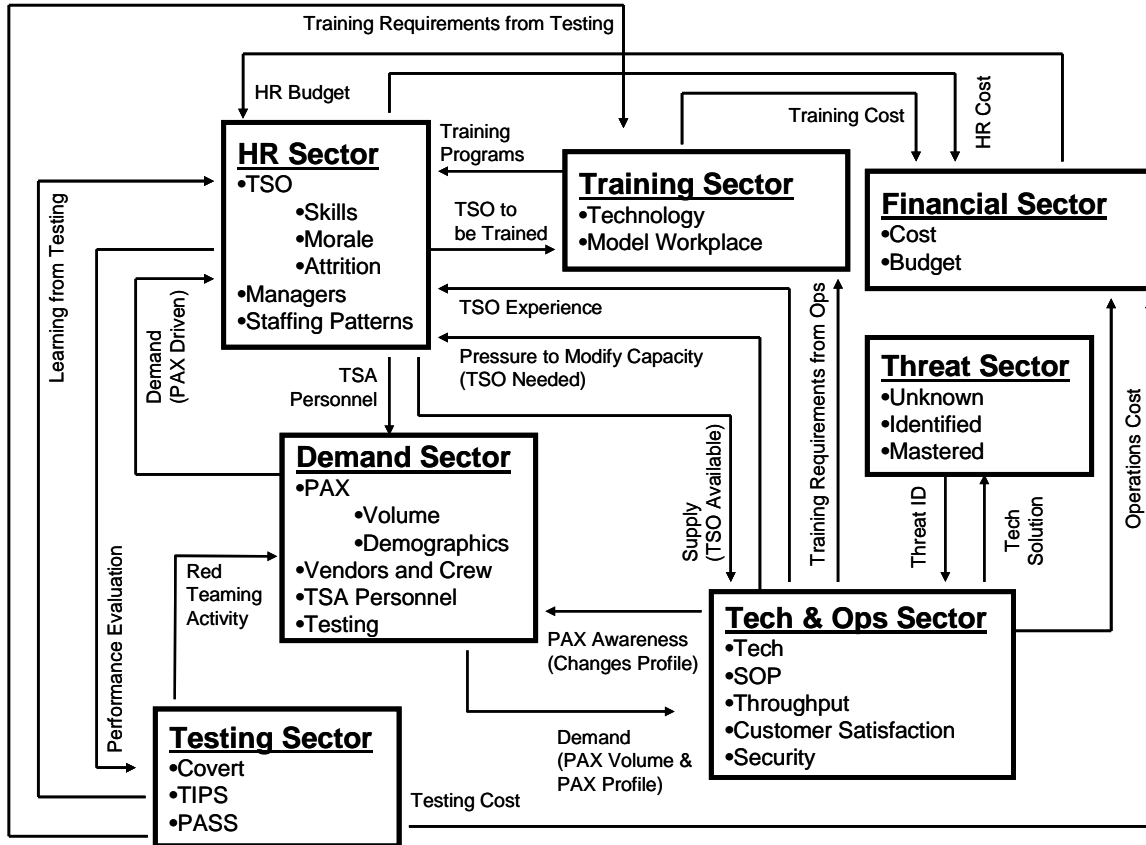 Training Requirements from Testing
HR Budget
Training Cost
HR Cost
HR Sector
•TSO
•Skills
•Morale
•Attrition
•Managers
•Staffing Patterns
Training
Programs
TSO to
be Trained
Training Sector
•Technology
•Model Workplace
Financial Sector
•Cost
•Budget
Learning from Testing
Demand
(PAX Driven)
TSO Experience
Pressure to Modify Capacity
(TSO Needed)
Training Requirements from Ops
Threat Sector
•Unknown
•Identified
•Mastered
Operations Cost
TSA
Personnel
Demand Sector
•PAX
•Volume
•Demographics
•Vendors and Crew
•TSA Personnel
•Testing
Supply
(TSO Available)
Threat ID
Tech
Solution
Performance Evaluation
Red
Teaming
Activity
PAX Awareness
(Changes Profile)
Tech & Ops Sector
•Tech
•SOP
•Throughput
•Customer Satisfaction
•Security
Demand
(PAX Volume &
PAX Profile)
Testing Sector
•Covert
•TIPS
•PASS
Testing Cost